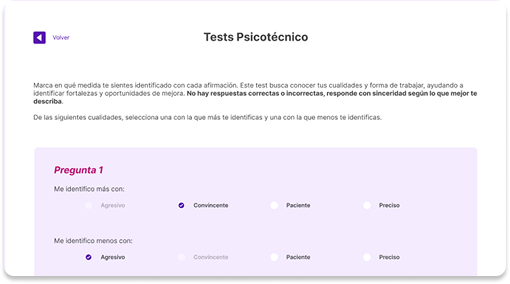 Volver
Tests Psicotécnico
Marca en qué medida te sientes identificado con cada afirmación. Este test busca conocer tus cualidades y forma de trabajar, ayudando a
identificar fortalezas y oportunidades de mejora. No hay respuestas correctas o incorrectas, responde con sinceridad según lo que mejor te
describa.
De las siguientes cualidades, selecciona una con la que más te identificas y una con la que menos te identificas.
Pregunta 1
Me identifico más con:
Agresivo Convincente Paciente Preciso
Me identifico menos con:
Agresivo Convincente Paciente Preciso